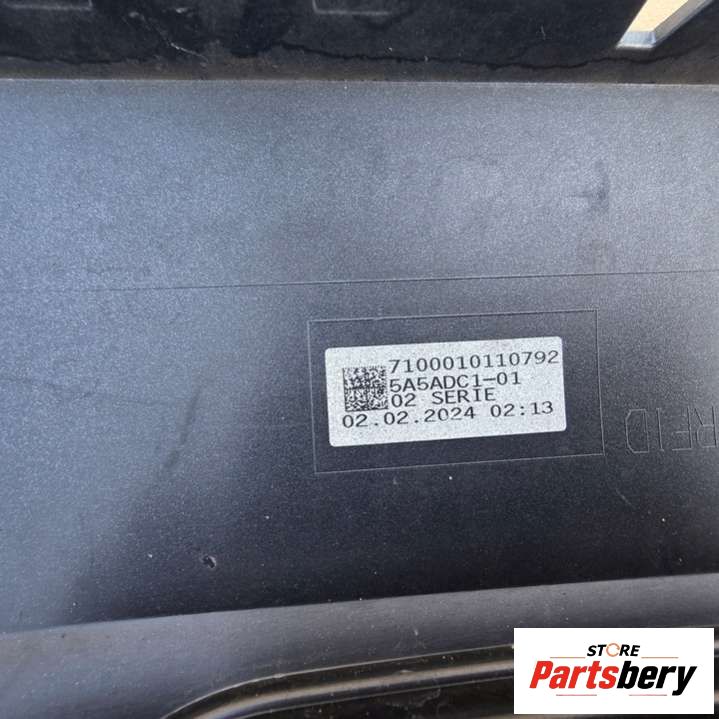 7100010110792
5A5ADC1-01
02 SERIE
02.02.2024 02:13
RFID
STORE
Partsbery